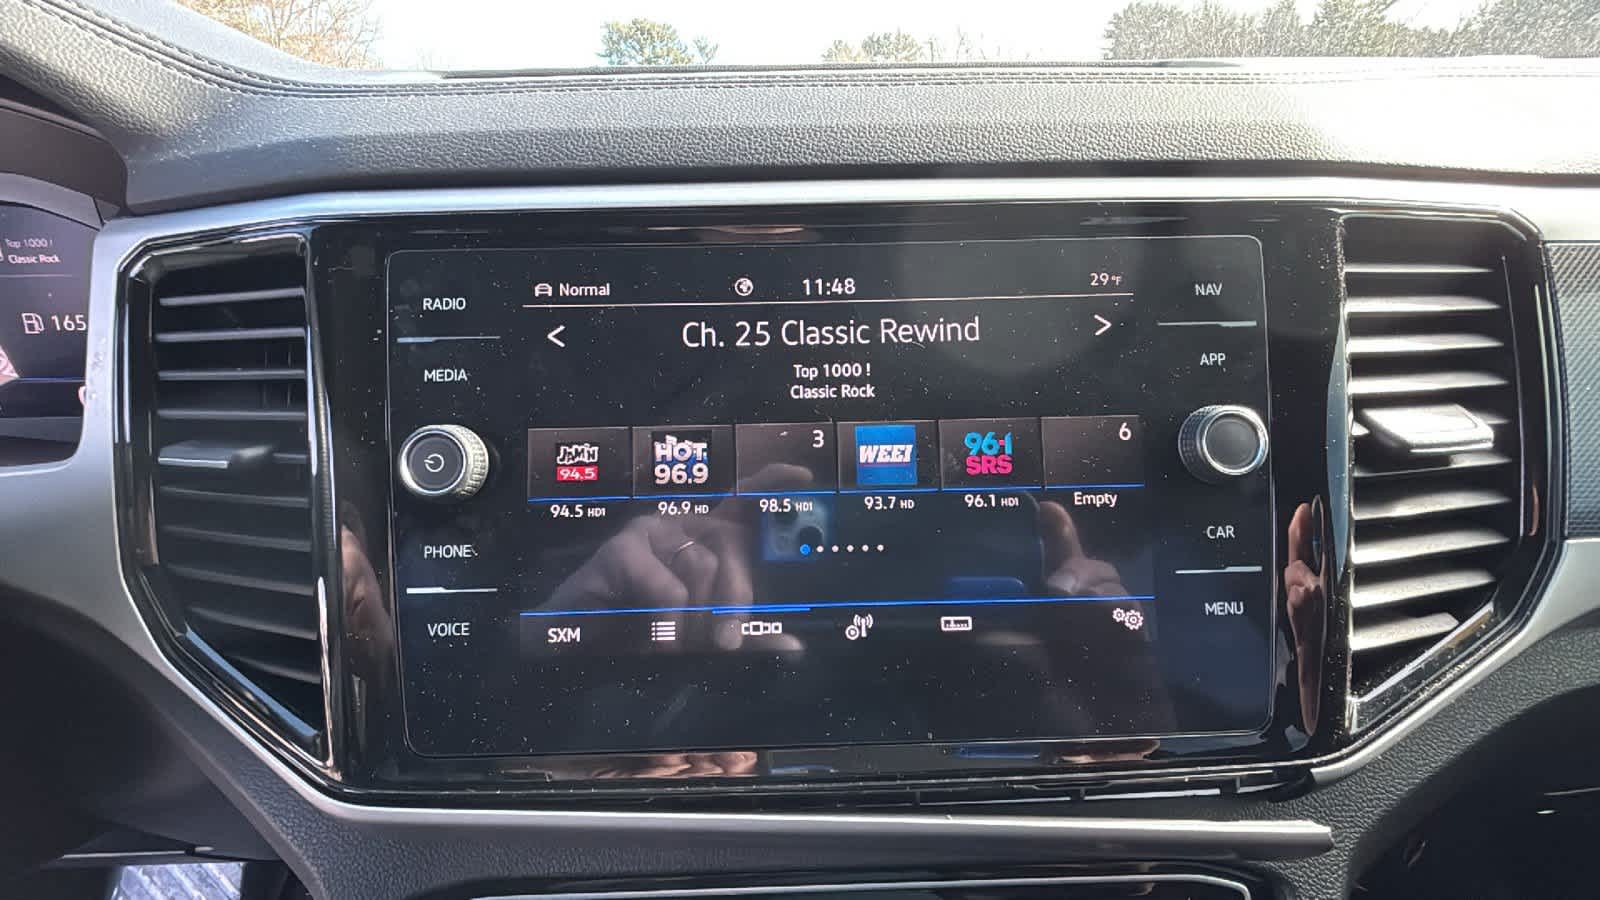 Top 1000 !
Classic Rock
165
RADIO
MEDIA
PHONE
VOICE
Normal
11:48
29°F
Ch. 25 Classic Rewind
Top 1000 !
Classic Rock
JAM'N
94.5
HOT
96.9
3
WEEI
96.1
SRS
6
94.5 HD1
96.9 HD
98.5 HD1
93.7 HD
96.1 HD1
Empty
SXM
NAV
APP
CAR
MENU